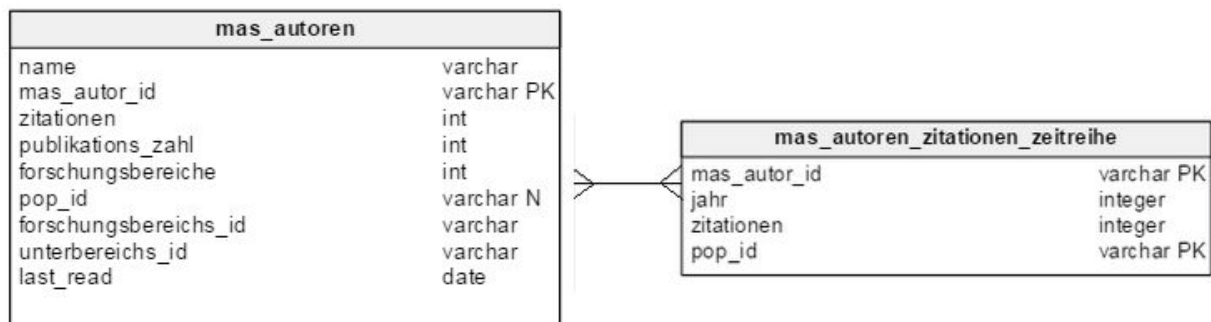 mas_autoren
name varchar
mas_autor_id varchar PK
zitationen int
publikations_zahl int
forschungsbereiche int
pop_id varchar N
forschungsbereichs_id varchar
unterbereichs_id varchar
last_read date
mas_autoren_zitationen_zeitreihe
mas_autor_id varchar PK
jahr integer
zitationen integer
pop_id varchar PK